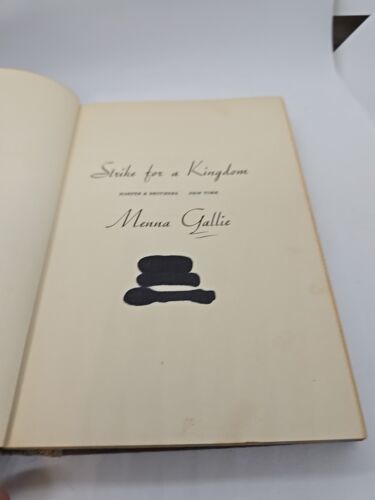 Strike for a Kingdom
HARPER & BROTHERS NEW YORK
Menna Gallie